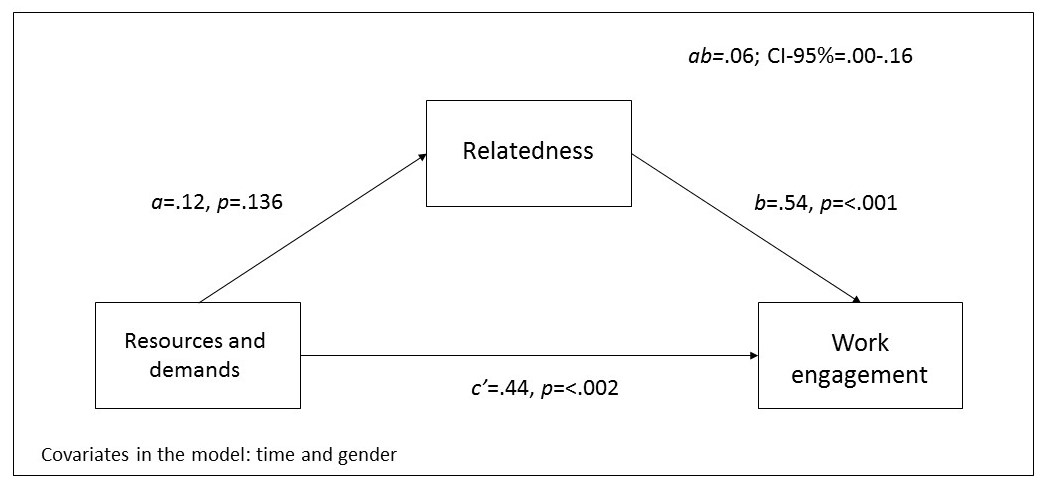 ab=.06; CI-95%=.00-.16
Relatedness
a=.12, p=.136
b=.54, p=<.001
Resources and
demands
Work
engagement
c’=.44, p=<.002
Covariates in the model: time and gender